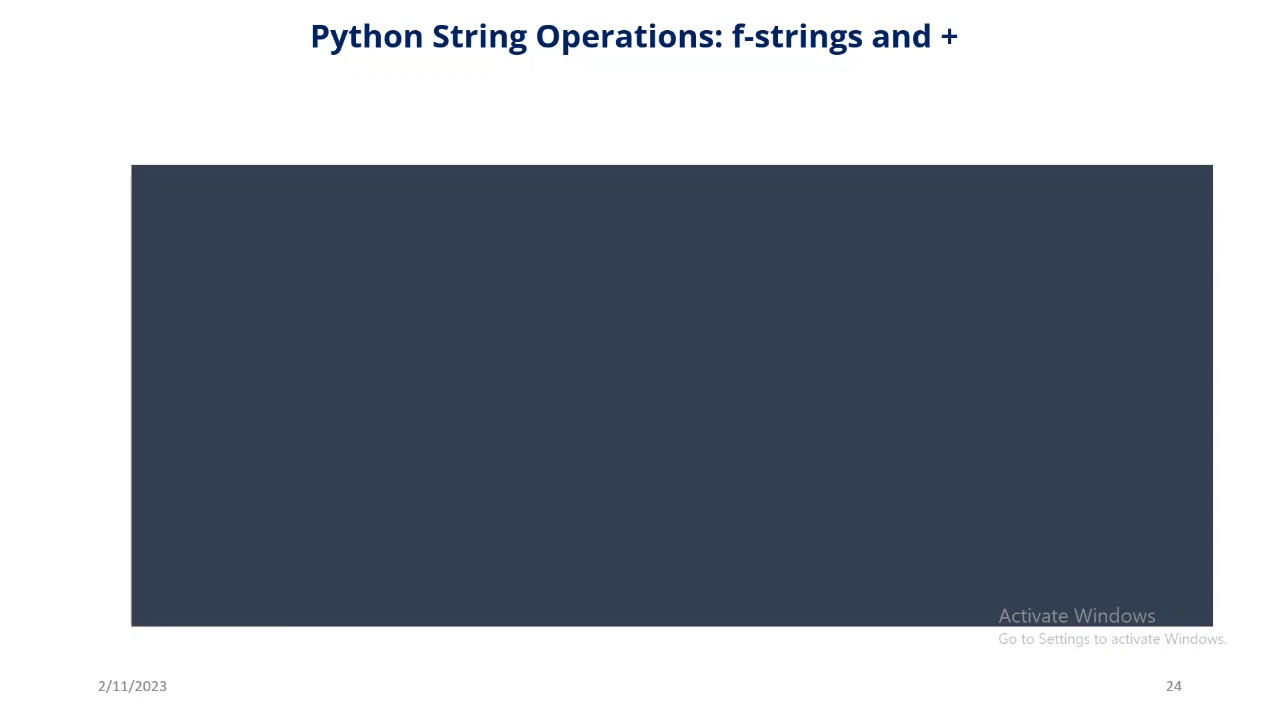 Python String Operations: f-strings and +
Activate Windows
Go to Settings to activate Windows.
2/11/2023
24